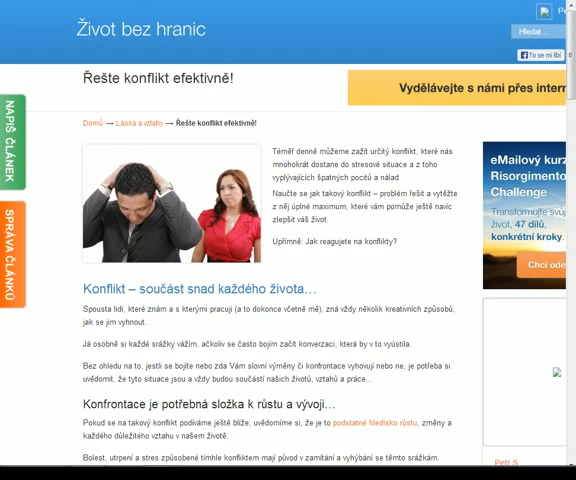 Život bez hranic
Hledat...
To se mi líbí
Řešte konflikt efektivně!
Vydělávejte s námi přes
Domů → Láska a vztahy → Řešte konflikt efektivně!
NAPIŠ ČLÁNEK
SPRÁVA ČLÁNKŮ
Téměř denně můžeme zažít určitý konflikt, které nás
mnohokrát dostane do stresové situace a z toho
vyplývajících špatných pocitů a nálad.
Naučte se jak takový konflikt – problém řešit a vytěžte
z něj úplné maximum, které vám pomůže ještě navíc
zlepšit váš život.
Upřímně: Jak reagujete na konflikty?
eMailový kurz
Risorgimento
Challenge
Transformujte svůj
život, 47 dílů,
konkrétní kroky.
Chci
Konflikt – součást snad každého života…
Spousta lidí, které znám a s kterými pracuji (a to dokonce včetně mě), zná vždy několik kreativních způsobů,
jak se jim vyhnout.
Já osobně si každé srážky vážím, ačkoliv se často bojím začít konverzaci, která by v to vyústila.
Bez ohledu na to, jestli se bojíte nebo zda Vám slovní výměny či konfrontace vyhovují nebo ne, je potřeba si
uvědomit, že tyto situace jsou a vždy budou součástí našich životů, vztahů a práce…
Konfrontace je potřebná složka k růstu a vývoji…
Pokud se na takový konflikt podíváme ještě blíže, uvědomíme si, že je to podstatné hledisko růstu, změny a
každého důležitého vztahu v našem životě.
Bolest, utrpení a stres způsobené tímhle konfliktem mají původ v zamítání a vyhýbání se těmto srážkám.
Petr S.